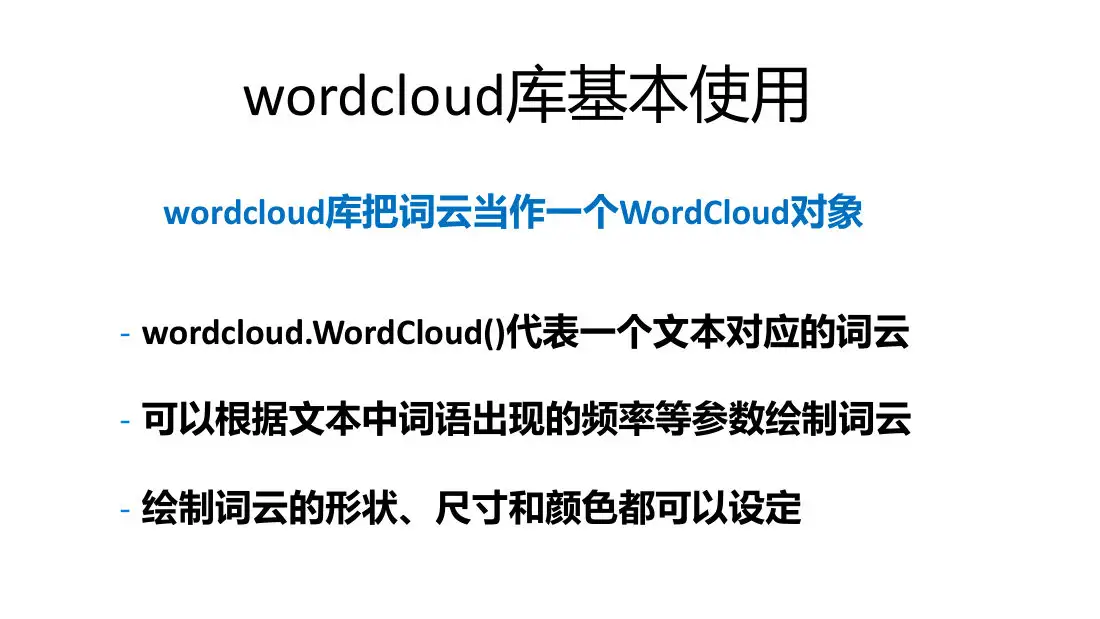 wordcloud库基本使用
wordcloud库把词云当作一个WordCloud对象
- wordcloud.WordCloud()代表一个文本对应的词云
- 可以根据文本中词语出现的频率等参数绘制词云
- 绘制词云的形状、尺寸和颜色都可以设定